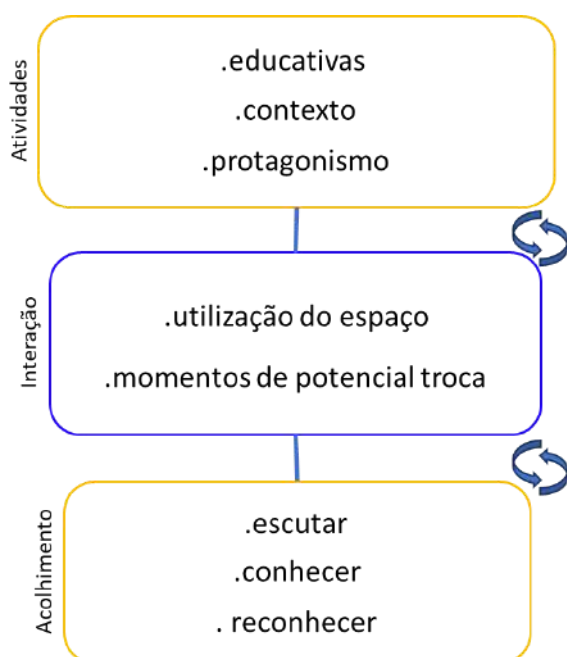 Atividades
.educativas
.contexto
.protagonismo
Interação
.utilização do espaço
.momentos de potencial troca
Acolhimento
.escutar
.conhecer
. reconhecer